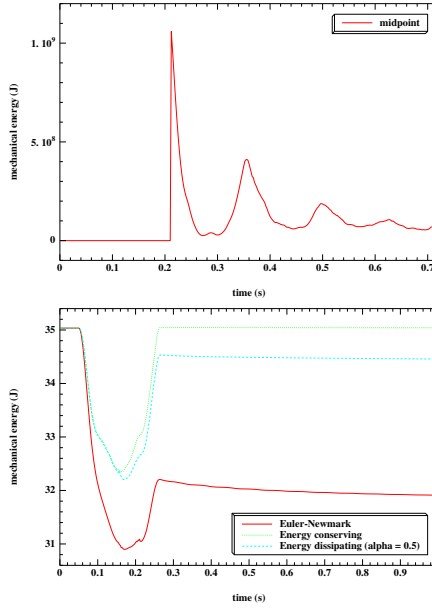 midpoint
1. 10⁹
5. 10⁸
0
mechanical energy (J)
0 0.1 0.2 0.3 0.4 0.5 0.6 0.7
time (s)
35
34
33
32
31
mechanical energy (J)
Euler-Newmark
Energy conserving
Energy dissipating (alpha = 0.5)
0 0.1 0.2 0.3 0.4 0.5 0.6 0.7 0.8 0.9
time (s)